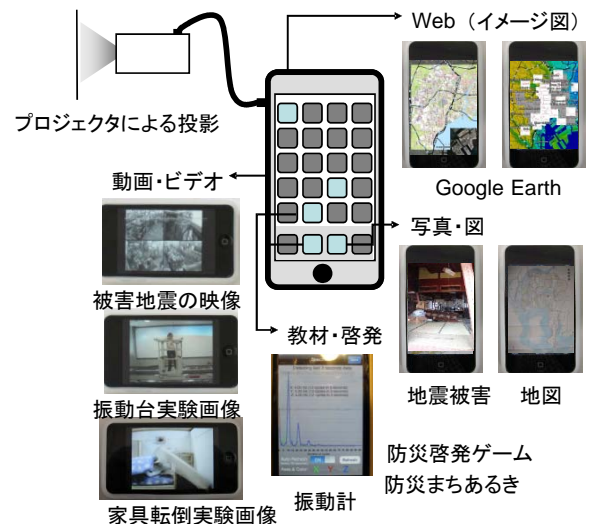 Web（イメージ図）
プロジェクタによる投影
動画・ビデオ
Google Earth
写真・図
被害地震の映像
教材・啓発
地震被害
地図
振動台実験画像
防災啓発ゲーム
防災まちあるき
振動計
家具転倒実験画像